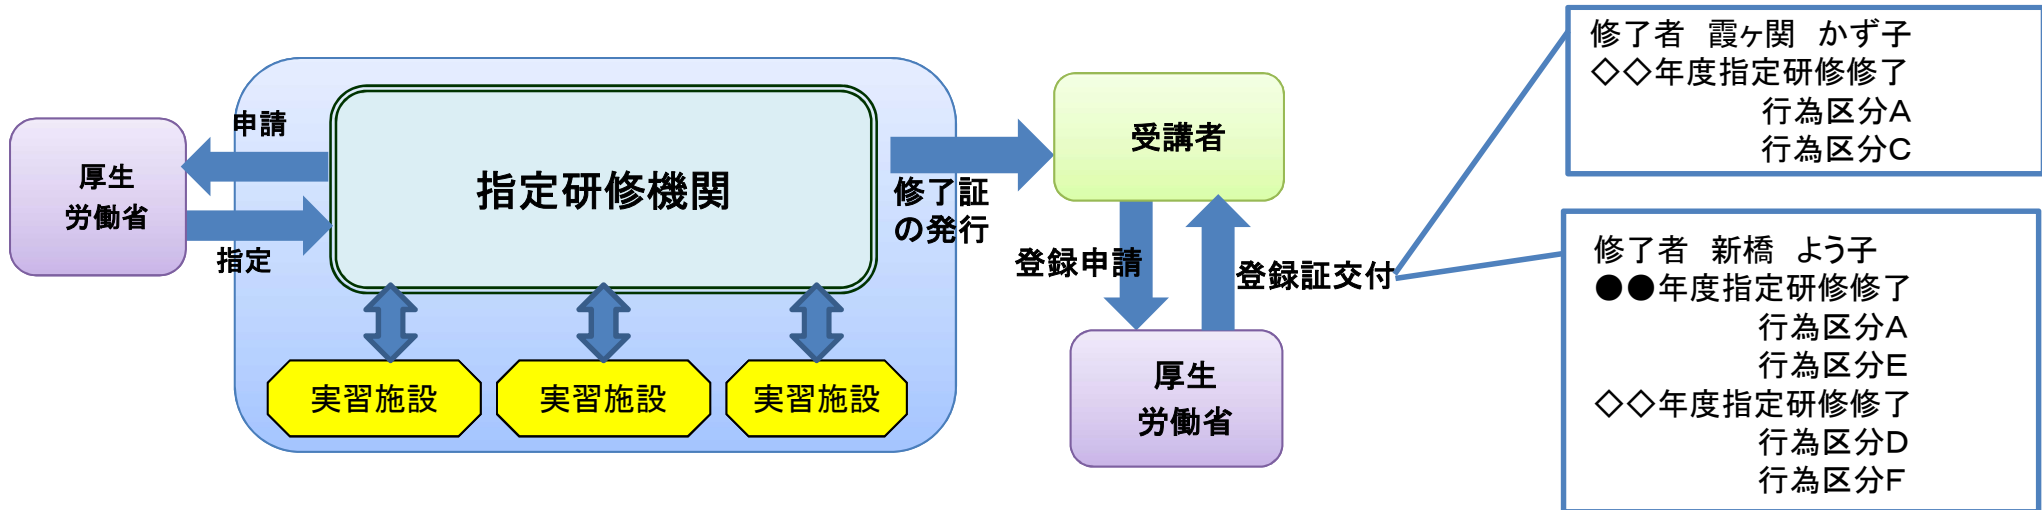 厚生
労働省
申請
指定
指定研修機関
実習施設
実習施設
実習施設
修了証
の発行
受講者
登録申請
登録証交付
厚生
労働省
修了者　霞ヶ関　かず子
◇◇年度指定研修修了
行為区分A
行為区分C
修了者　新橋　よう子
●●年度指定研修修了
行為区分A
行為区分E
◇◇年度指定研修修了
行為区分D
行為区分F